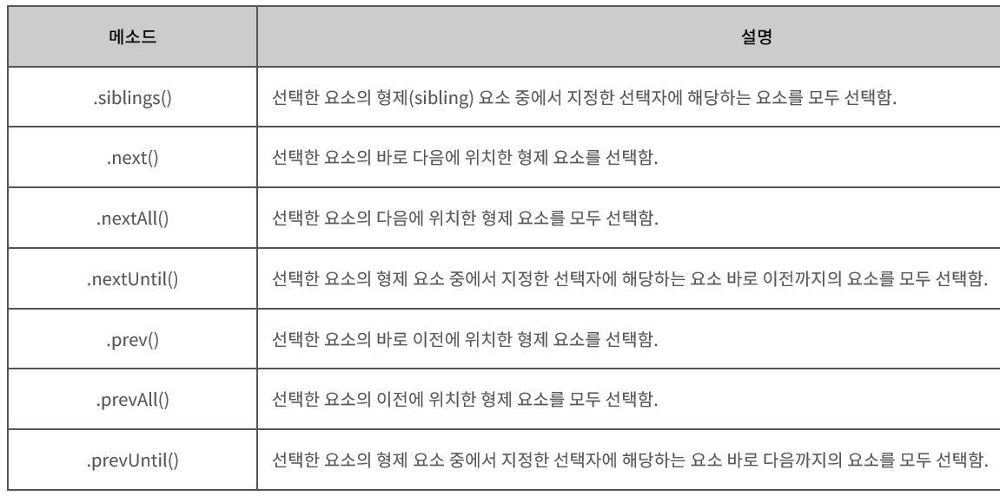 메소드 설명
.siblings() 선택한 요소의 형제(sibling) 요소 중에서 지정한 선택자에 해당하는 요소를 모두 선택함.
.next() 선택한 요소의 바로 다음에 위치한 형제 요소를 선택함.
.nextAll() 선택한 요소의 다음에 위치한 형제 요소를 모두 선택함.
.nextUntil() 선택한 요소의 형제 요소 중에서 지정한 선택자에 해당하는 요소 바로 이전까지의 요소를 모두 선택함.
.prev() 선택한 요소의 바로 이전에 위치한 형제 요소를 선택함.
.prevAll() 선택한 요소의 이전에 위치한 형제 요소를 모두 선택함.
.prevUntil() 선택한 요소의 형제 요소 중에서 지정한 선택자에 해당하는 요소 바로 다음까지의 요소를 모두 선택함.